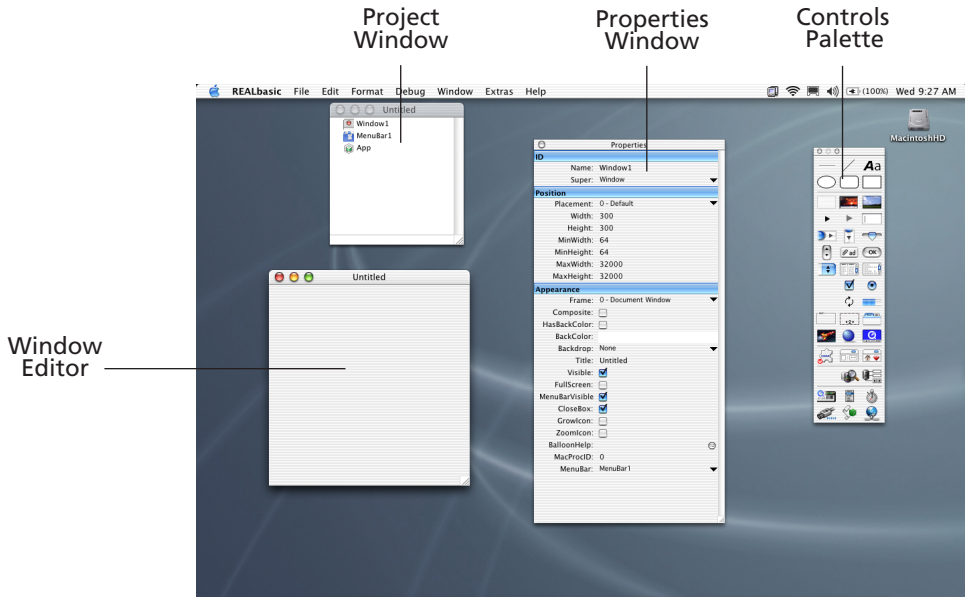 Project
Window
Properties
Window
Controls
Palette
REALbasic File Edit Format Debug Window Extras Help
(100%) Wed 9:27 AM
Untitled
Window1
MenuBar1
App
MacintoshHD
Properties
ID
Name: Window1
Super: Window
Position
Placement: 0 - Default
Width: 300
Height: 300
MinWidth: 64
MinHeight: 64
MaxWidth: 32000
MaxHeight: 32000
Appearance
Frame: 0 - Document Window
Composite:
HasBackColor:
BackColor:
Backdrop: None
Title: Untitled
Visible:
FullScreen:
MenuBarVisible
CloseBox:
GrowIcon:
ZoomIcon:
BalloonHelp:
MacProcID: 0
MenuBar: MenuBar1
Aa
ad
OK
Untitled
Window
Editor